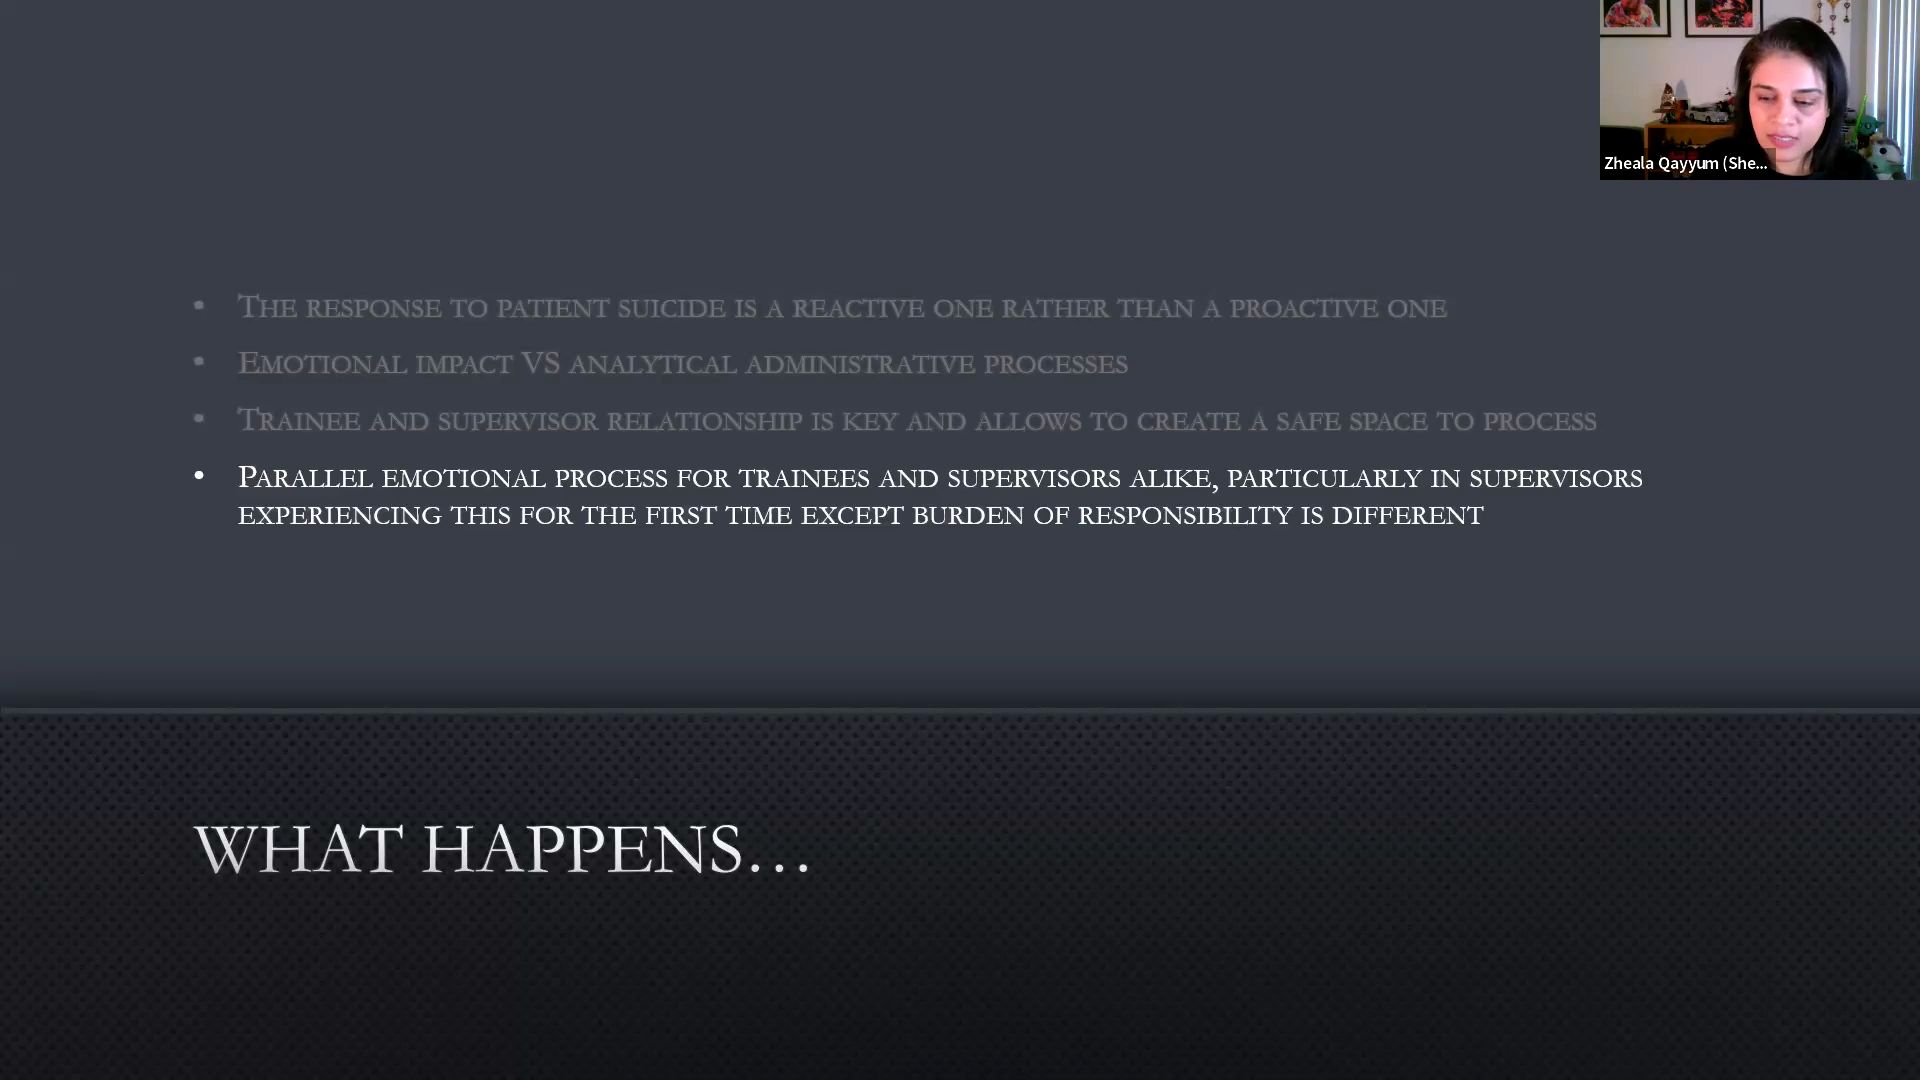 Zheala Qayyum (She...
• The response to patient suicide is a reactive one rather than a proactive one
• Emotional impact VS analytical administrative processes
• Trainee and supervisor relationship is key and allows to create a safe space to process
• Parallel emotional process for trainees and supervisors alike, particularly in supervisors
experiencing this for the first time except burden of responsibility is different
WHAT HAPPENS...